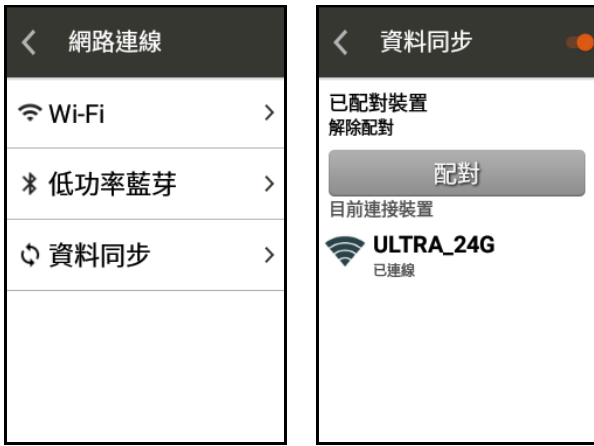 網路連線
Wi-Fi
低功率藍芽
資料同步
資料同步
已配對裝置
解除配對
配對
目前連接裝置
ULTRA_24G
已連線